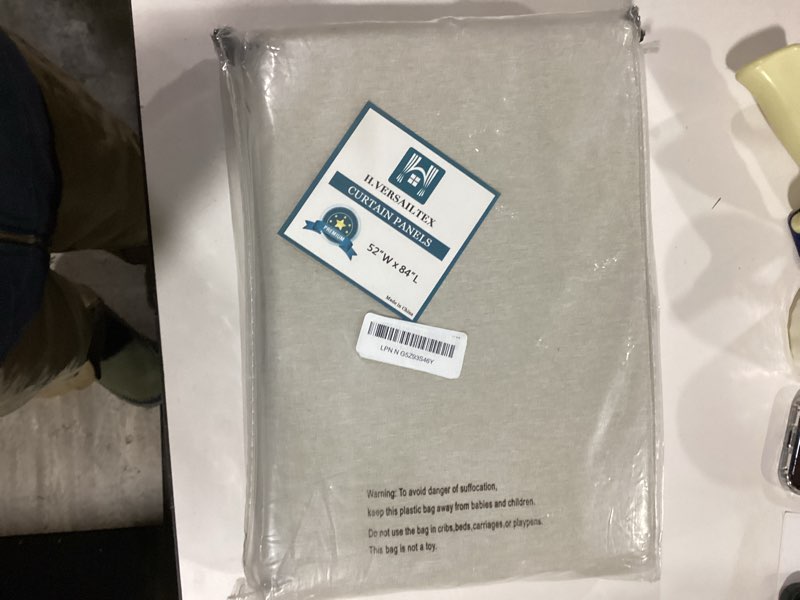 H.VERSAILTEX
CURTAIN PANELS
PREMIUM
52"W x 84"L
Made in China
LPN N G5Z93S46Y
Warning: To avoid danger of suffocation,
keep this plastic bag away from babies and children.
Do not use the bag in cribs,beds,carriages,or playpens.
This bag is not a toy.